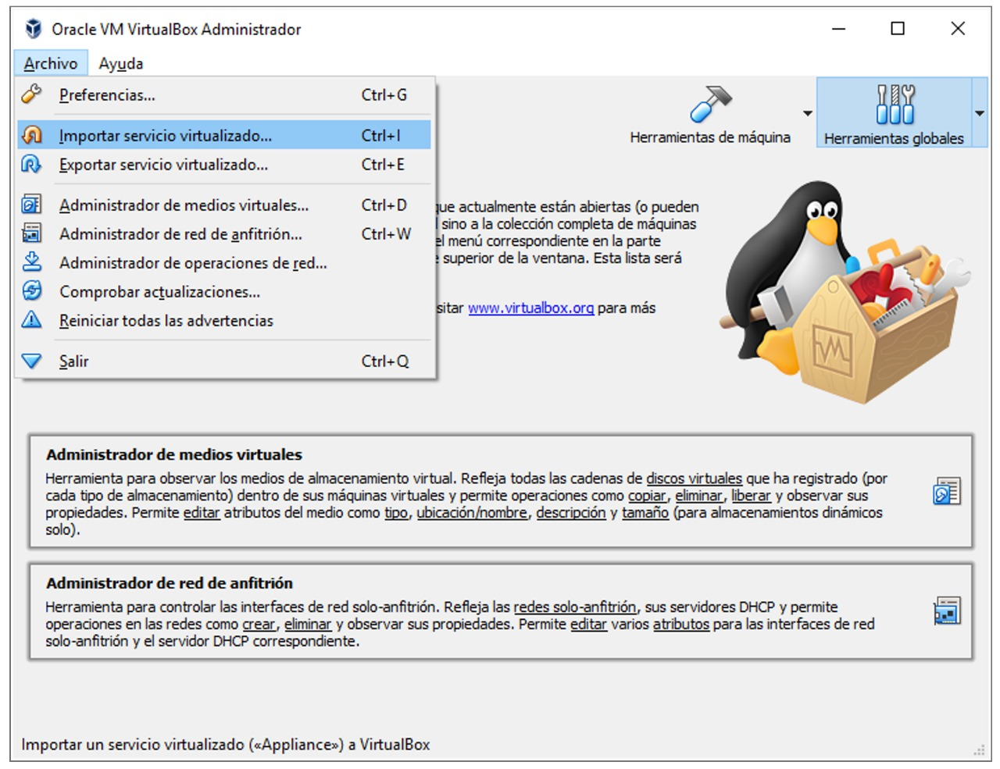 Oracle VM VirtualBox Administrador
Archivo Ayuda
Preferencias... Ctrl+G
Importar servicio virtualizado... Ctrl+I
Exportar servicio virtualizado... Ctrl+E
Administrador de medios virtuales... Ctrl+D
Administrador de red de anfitrión... Ctrl+W
Administrador de operaciones de red...
Comprobar actualizaciones...
Reiniciar todas las advertencias
Salir Ctrl+Q
Herramientas de máquina
Herramientas globales
que actualmente están abiertas (o pueden
sino a la colección completa de máquinas
el menú correspondiente en la parte
superior de la ventana. Esta lista será
sitar www.virtualbox.org para más
Administrador de medios virtuales
Herramienta para observar los medios de almacenamiento virtual. Refleja todas las cadenas de discos virtuales que ha registrado (por
cada tipo de almacenamiento) dentro de sus máquinas virtuales y permite operaciones como copiar, eliminar, liberar y observar sus
propiedades. Permite editar atributos del medio como tipo, ubicación/nombre, descripción y tamaño (para almacenamientos dinámicos
solo).
Administrador de red de anfitrión
Herramienta para controlar las interfaces de red solo-anfitrión. Refleja las redes solo-anfitrión, sus servidores DHCP y permite
operaciones en las redes como crear, eliminar y observar sus propiedades. Permite editar varios atributos para las interfaces de red
solo-anfitrión y el servidor DHCP correspondiente.
Importar un servicio virtualizado («Appliance») a VirtualBox